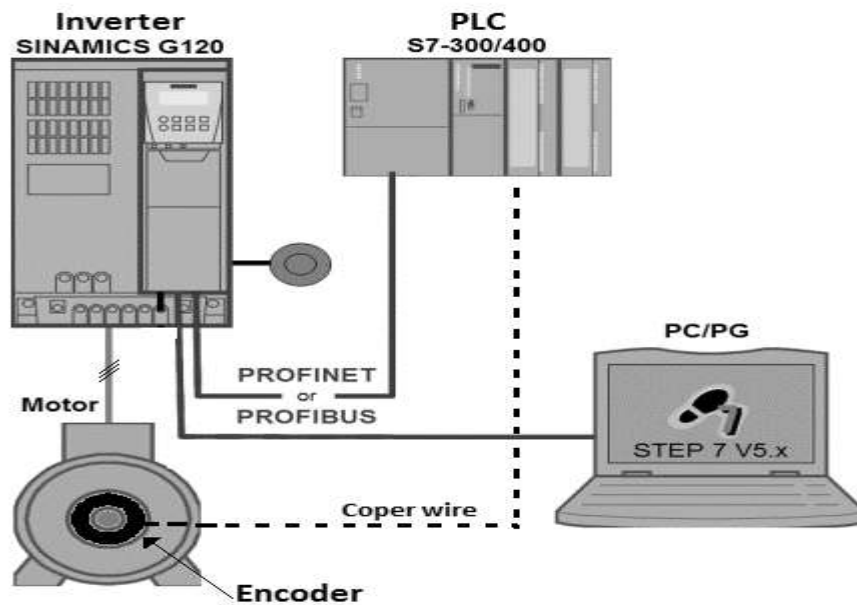 Inverter
SINAMICS G120
PLC
S7-300/400
PC/PG
PROFINET
or
PROFIBUS
Motor
STEP 7 V5.x
Coper wire
Encoder